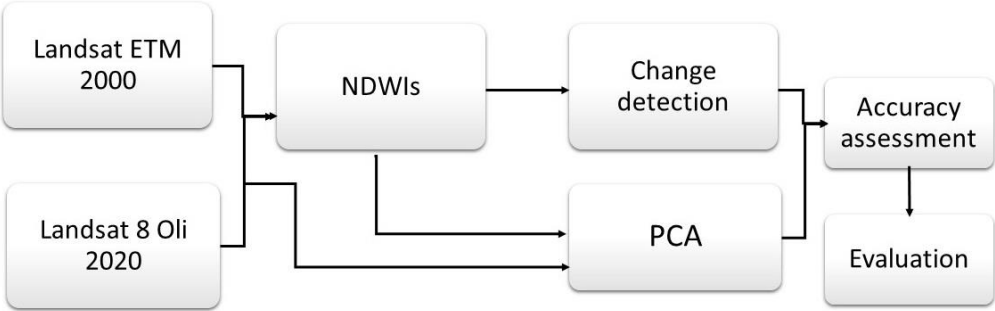 Landsat ETM
2000
NDWIs
Change
detection
Accuracy
assessment
Landsat 8 Oli
2020
PCA
Evaluation